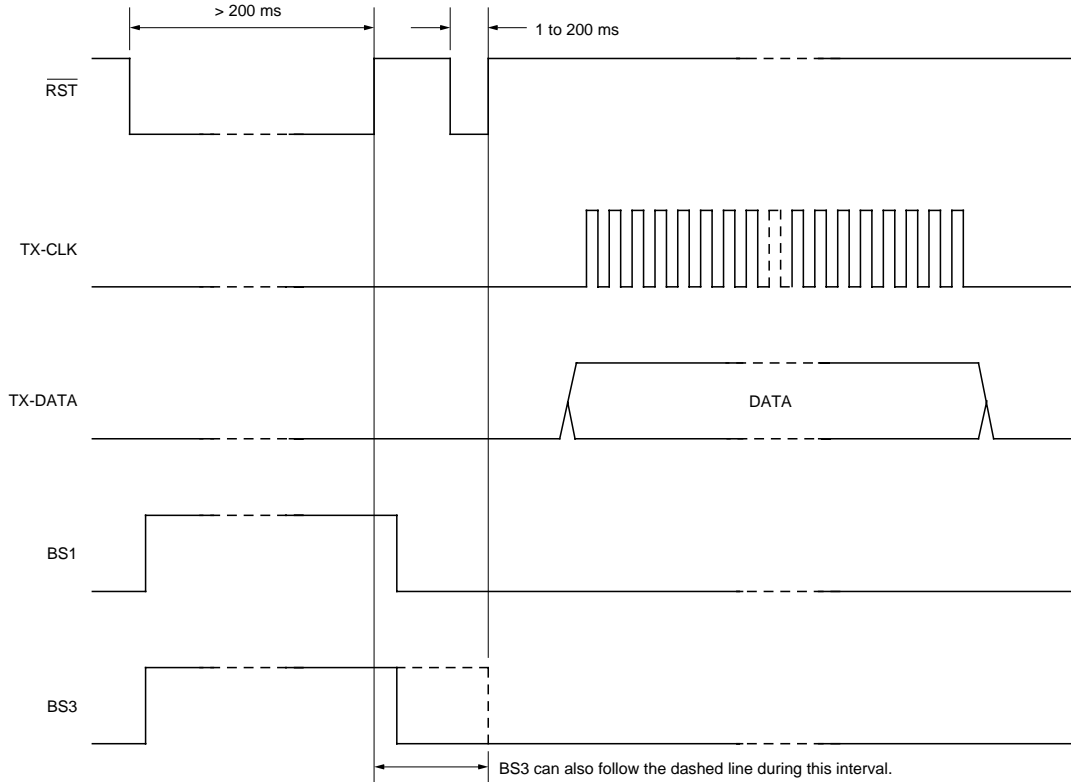 > 200 ms
1 to 200 ms
RST
TX-CLK
TX-DATA
DATA
BS1
BS3
BS3 can also follow the dashed line during this interval.